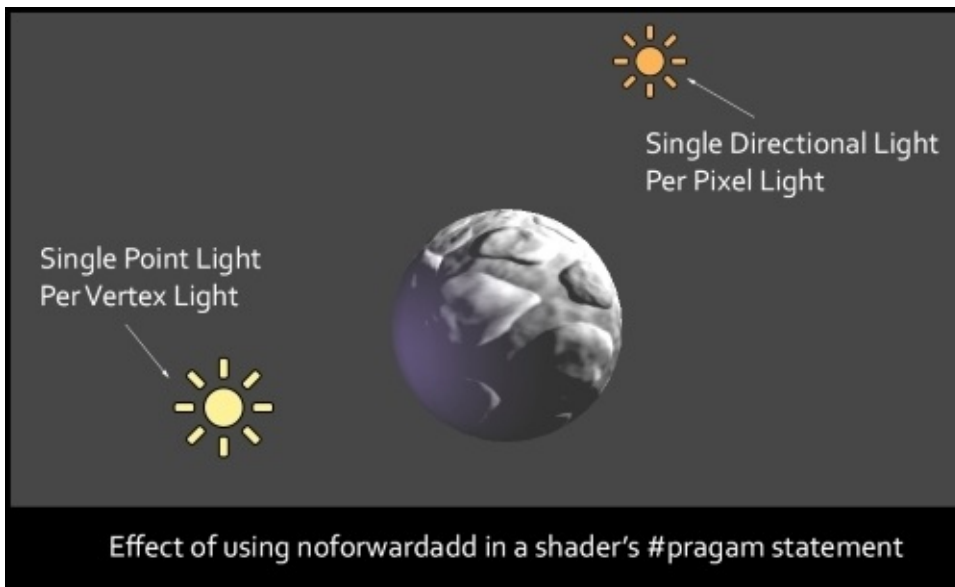 Single Directional Light
Per Pixel Light
Single Point Light
Per Vertex Light
Effect of using noforwardadd in a shader's #pragam statement